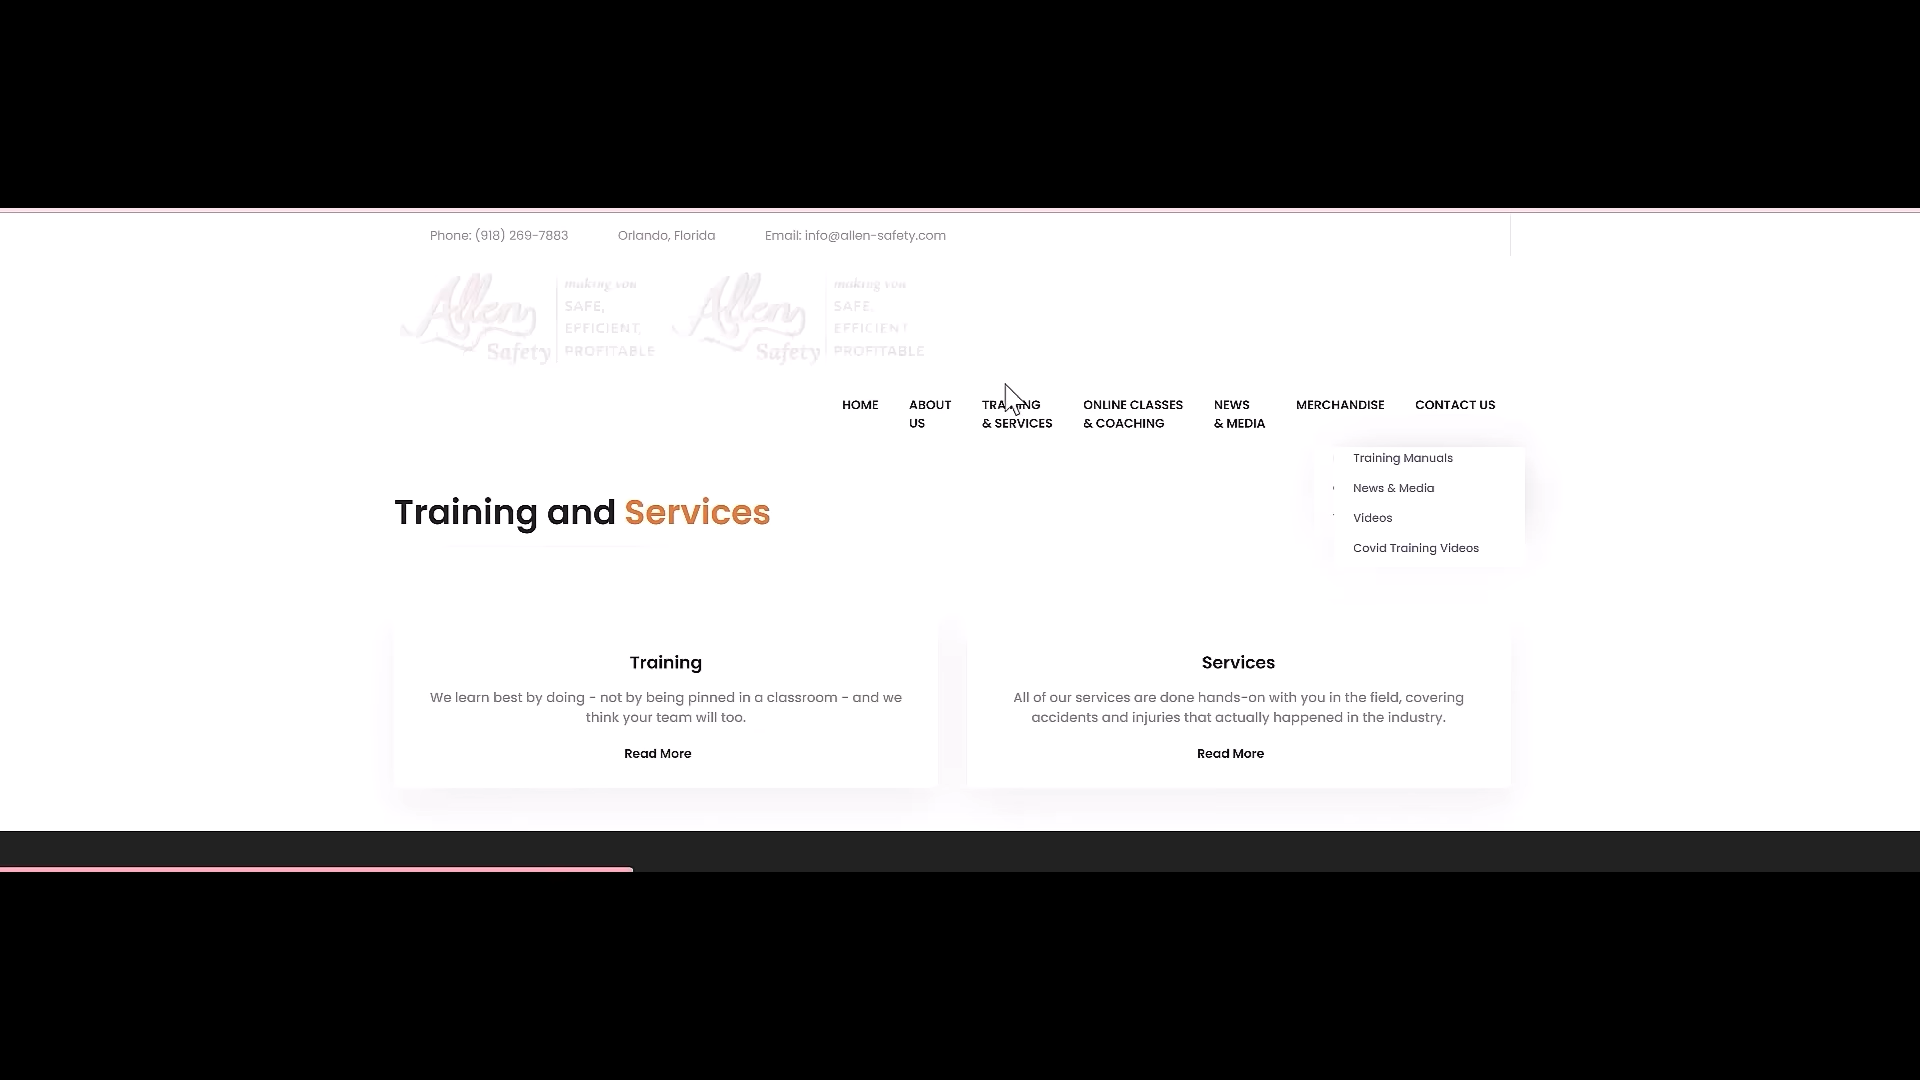 Phone: (918) 269-7883 Orlando, Florida Email: info@allen-safety.com
Allen Safety making you SAFE, EFFICIENT, PROFITABLE
Allen Safety making you SAFE, EFFICIENT PROFITABLE
HOME
ABOUT US
TRAINING & SERVICES
ONLINE CLASSES & COACHING
NEWS & MEDIA
MERCHANDISE
CONTACT US
Training Manuals
News & Media
Videos
Covid Training Videos
Training and Services
Training
We learn best by doing - not by being pinned in a classroom - and we
think your team will too.
Read More
Services
All of our services are done hands-on with you in the field, covering
accidents and injuries that actually happened in the industry.
Read More